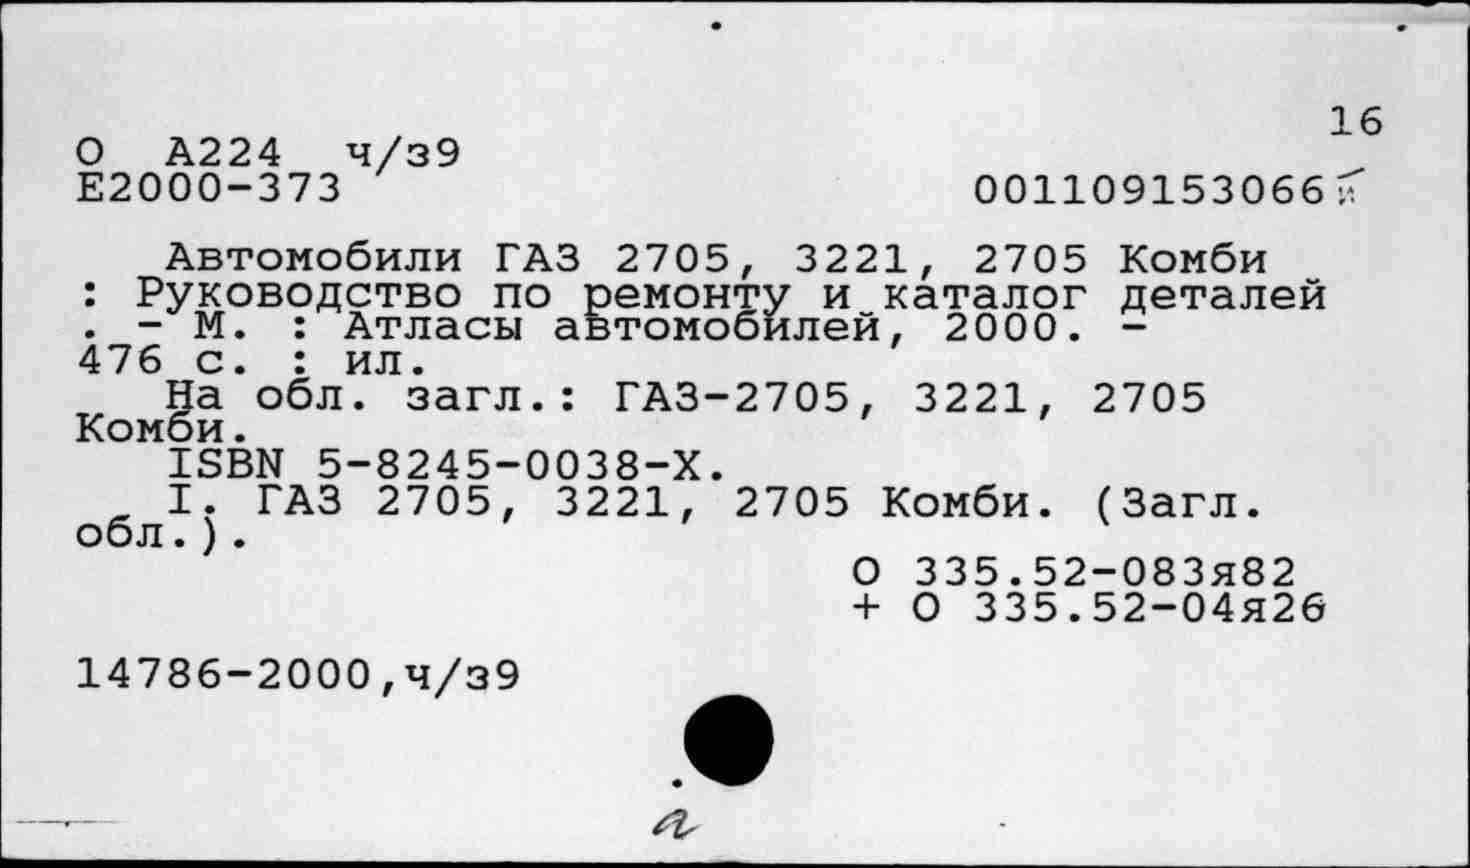 16
О А224 ч/з9
Е2000-373
001109153066
Автомобили ГАЗ 2705, 3221, 2705 Комби
: Руководство по ремонту и каталог деталей
. - М. : Атласы автомобилей, 2000. -
476 с. : ил.
На обл. загл.: ГАЗ-2705, 3221, 2705
Комби.
ISBN 5-8245-0038-X.
I. ГАЗ 2705, 3221, 2705 Комби. (Загл.
обл.).
О 335.52-083я82
+ О 335.52-04я2б
14786-2000,ч/з9